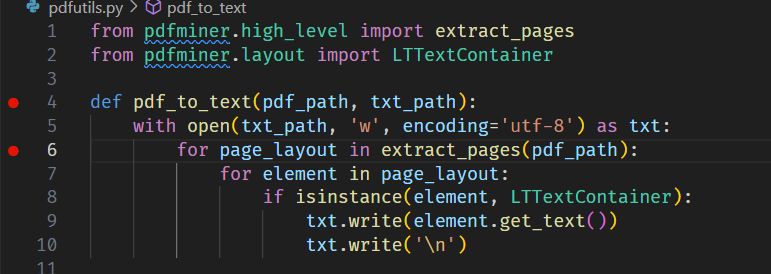 pdfutils.py > pdf_to_text
1 from pdfminer.high_level import extract_pages
2 from pdfminer.layout import LTTextContainer
3
4 def pdf_to_text(pdf_path, txt_path):
5     with open(txt_path, 'w', encoding='utf-8') as txt:
6         for page_layout in extract_pages(pdf_path):
7             for element in page_layout:
8                 if isinstance(element, LTTextContainer):
9                     txt.write(element.get_text())
10                     txt.write('\n')
11